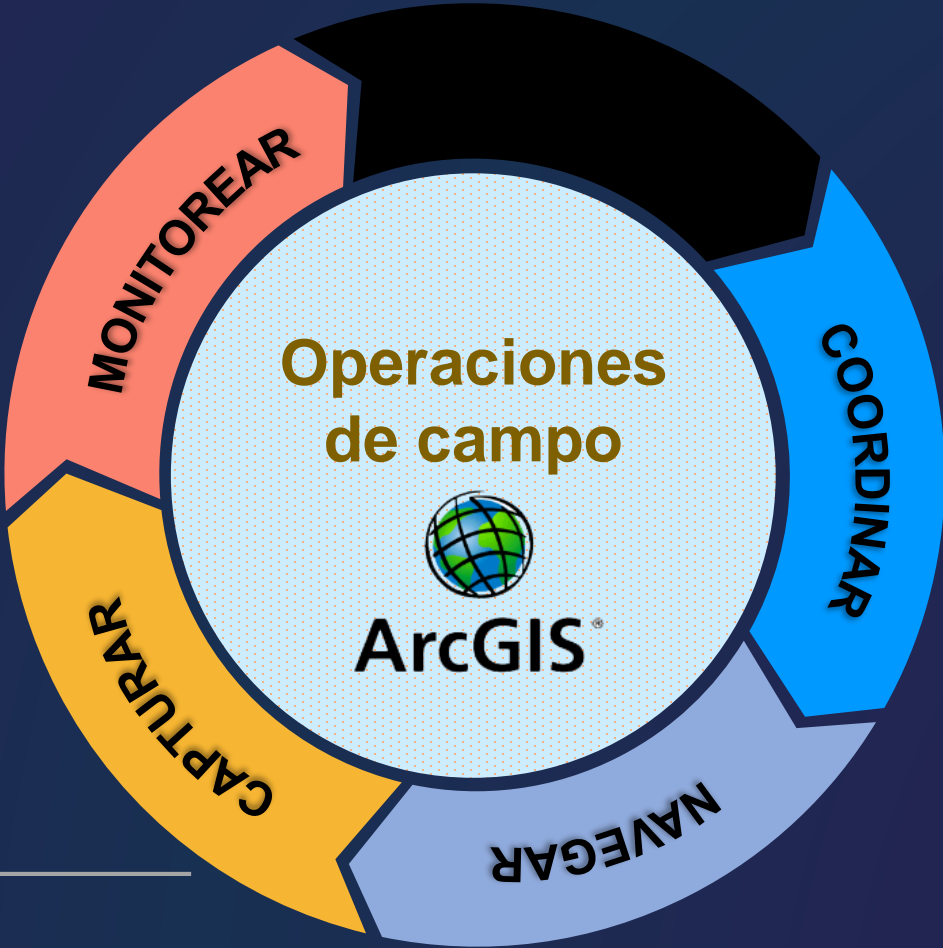 Operaciones
de campo
ArcGIS®
COORDINAR
NAVEGAR
CAPTURAR
MONITOREAR